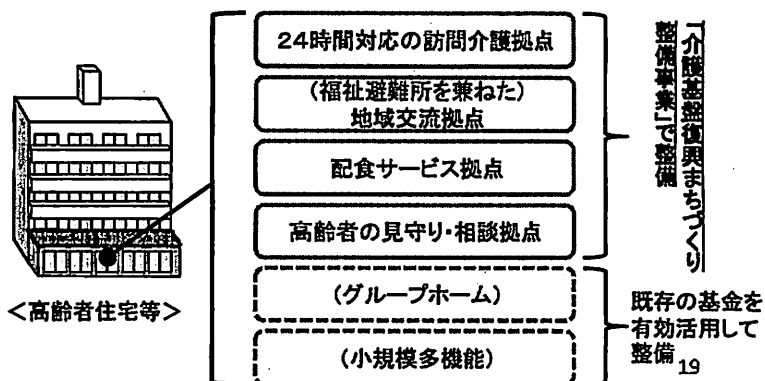 24時間対応の訪問介護拠点
(福祉避難所を兼ねた)
地域交流拠点
配食サービス拠点
高齢者の見守り・相談拠点
(グループホーム)
(小規模多機能)
＜高齢者住宅等＞
「介護基盤復興まちづくり
整備事業」で整備
既存の基金を
有効活用して
整備
19